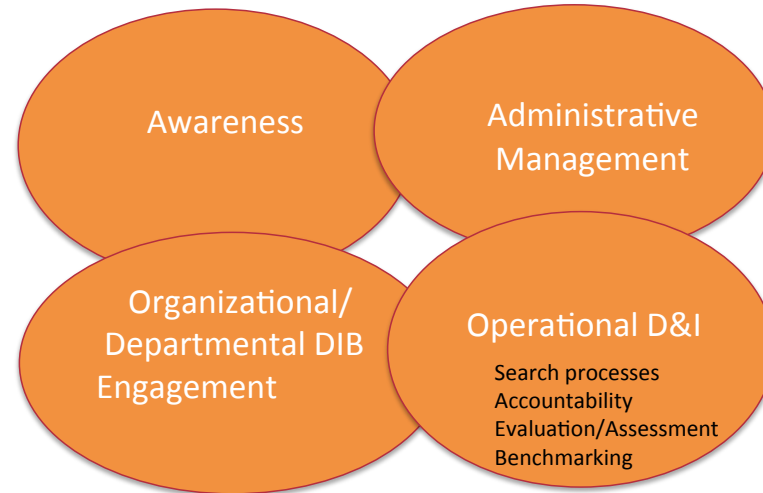 Awareness
Administrative
Management
Organizational/
Departmental DIB
Engagement
Operational D&I
Search processes
Accountability
Evaluation/Assessment
Benchmarking